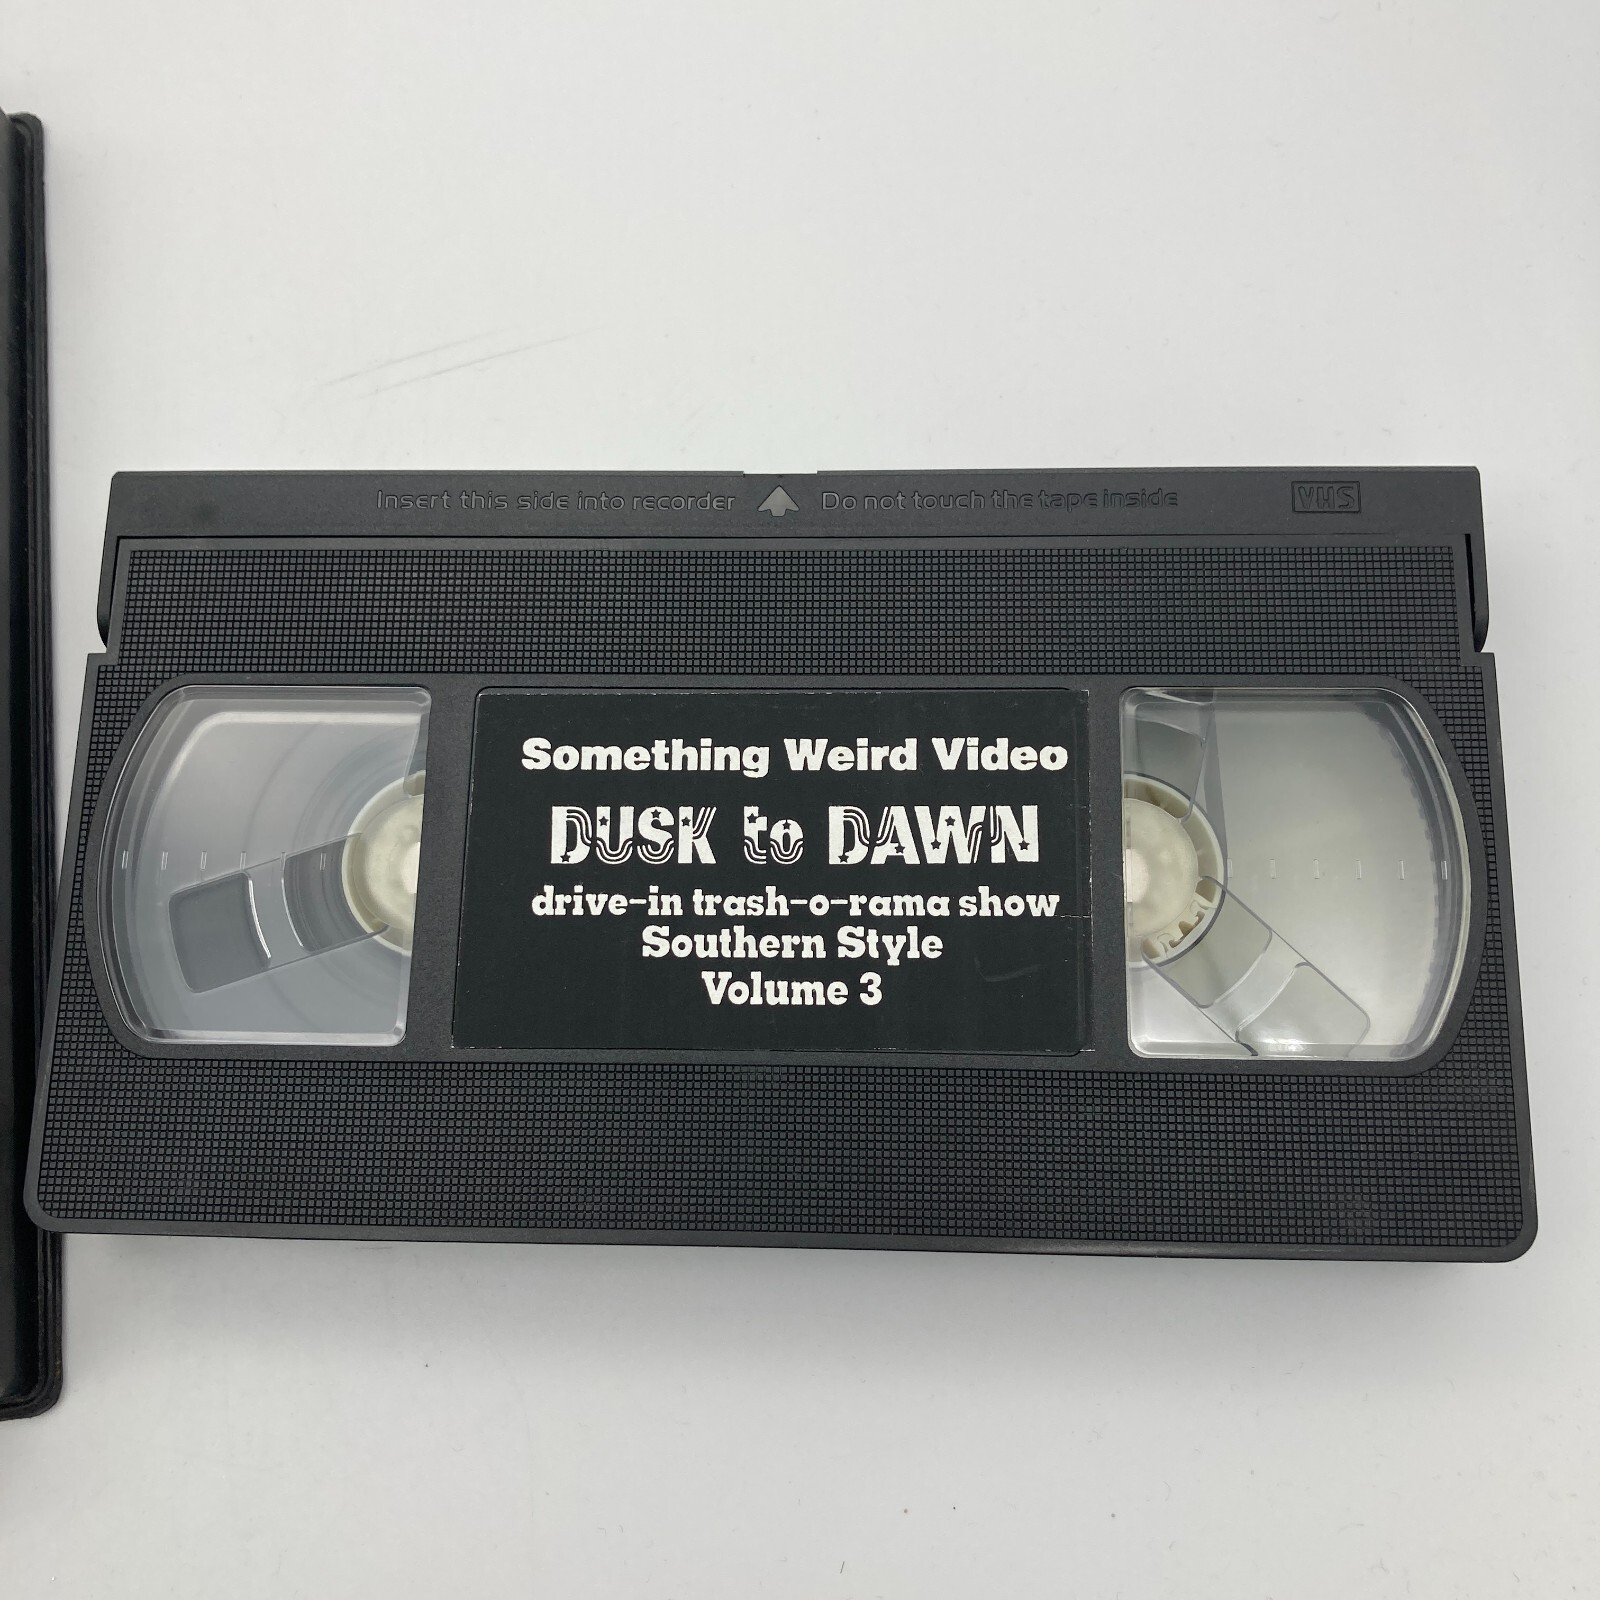 Insert this side into recorder Do not touch the tape inside VHS
Something Weird Video
DUSK to DAWN
drive-in trash-o-rama show
Southern Style
Volume 3